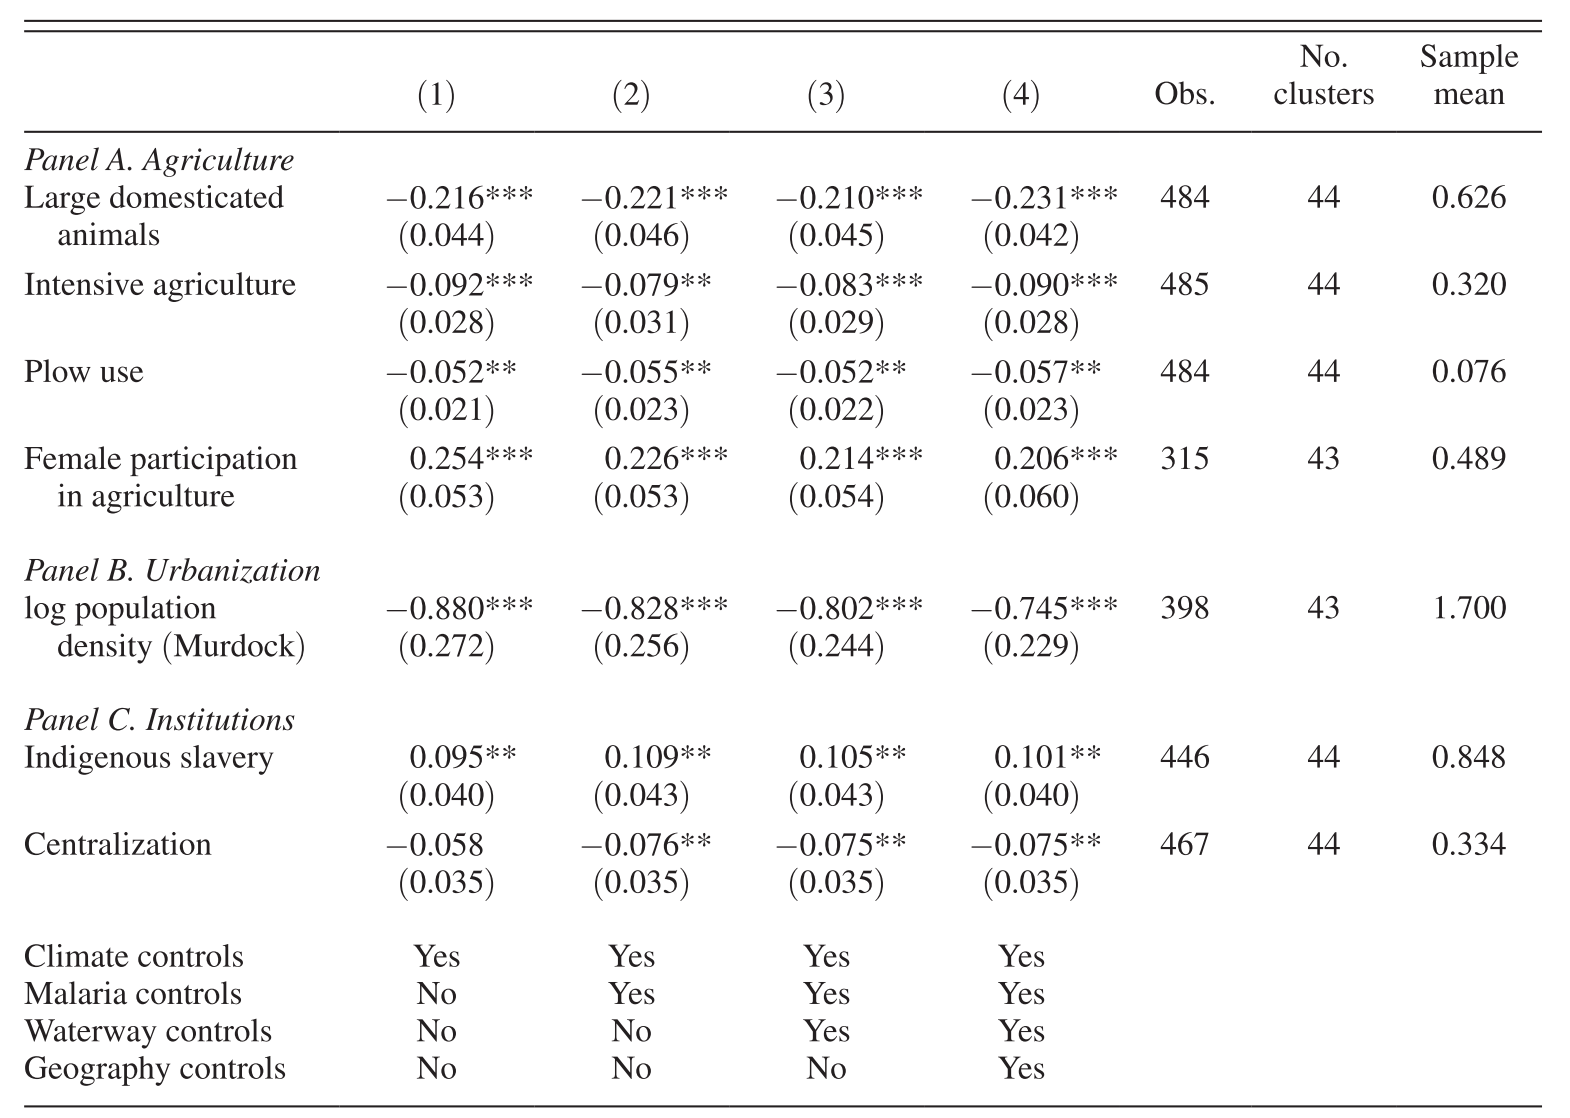 No. Sample
(1) (2) (3) (4) Obs. clusters mean
Panel A. Agriculture
Large domesticated −0.216*** −0.221*** −0.210*** −0.231*** 484 44 0.626
animals (0.044) (0.046) (0.045) (0.042)
Intensive agriculture −0.092*** −0.079** −0.083*** −0.090*** 485 44 0.320
(0.028) (0.031) (0.029) (0.028)
Plow use −0.052** −0.055** −0.052** −0.057** 484 44 0.076
(0.021) (0.023) (0.022) (0.023)
Female participation 0.254*** 0.226*** 0.214*** 0.206*** 315 43 0.489
in agriculture (0.053) (0.053) (0.054) (0.060)
Panel B. Urbanization
log population −0.880*** −0.828*** −0.802*** −0.745*** 398 43 1.700
density (Murdock) (0.272) (0.256) (0.244) (0.229)
Panel C. Institutions
Indigenous slavery 0.095** 0.109** 0.105** 0.101** 446 44 0.848
(0.040) (0.043) (0.043) (0.040)
Centralization −0.058 −0.076** −0.075** −0.075** 467 44 0.334
(0.035) (0.035) (0.035) (0.035)
Climate controls Yes Yes Yes Yes
Malaria controls No Yes Yes Yes
Waterway controls No No Yes Yes
Geography controls No No No Yes